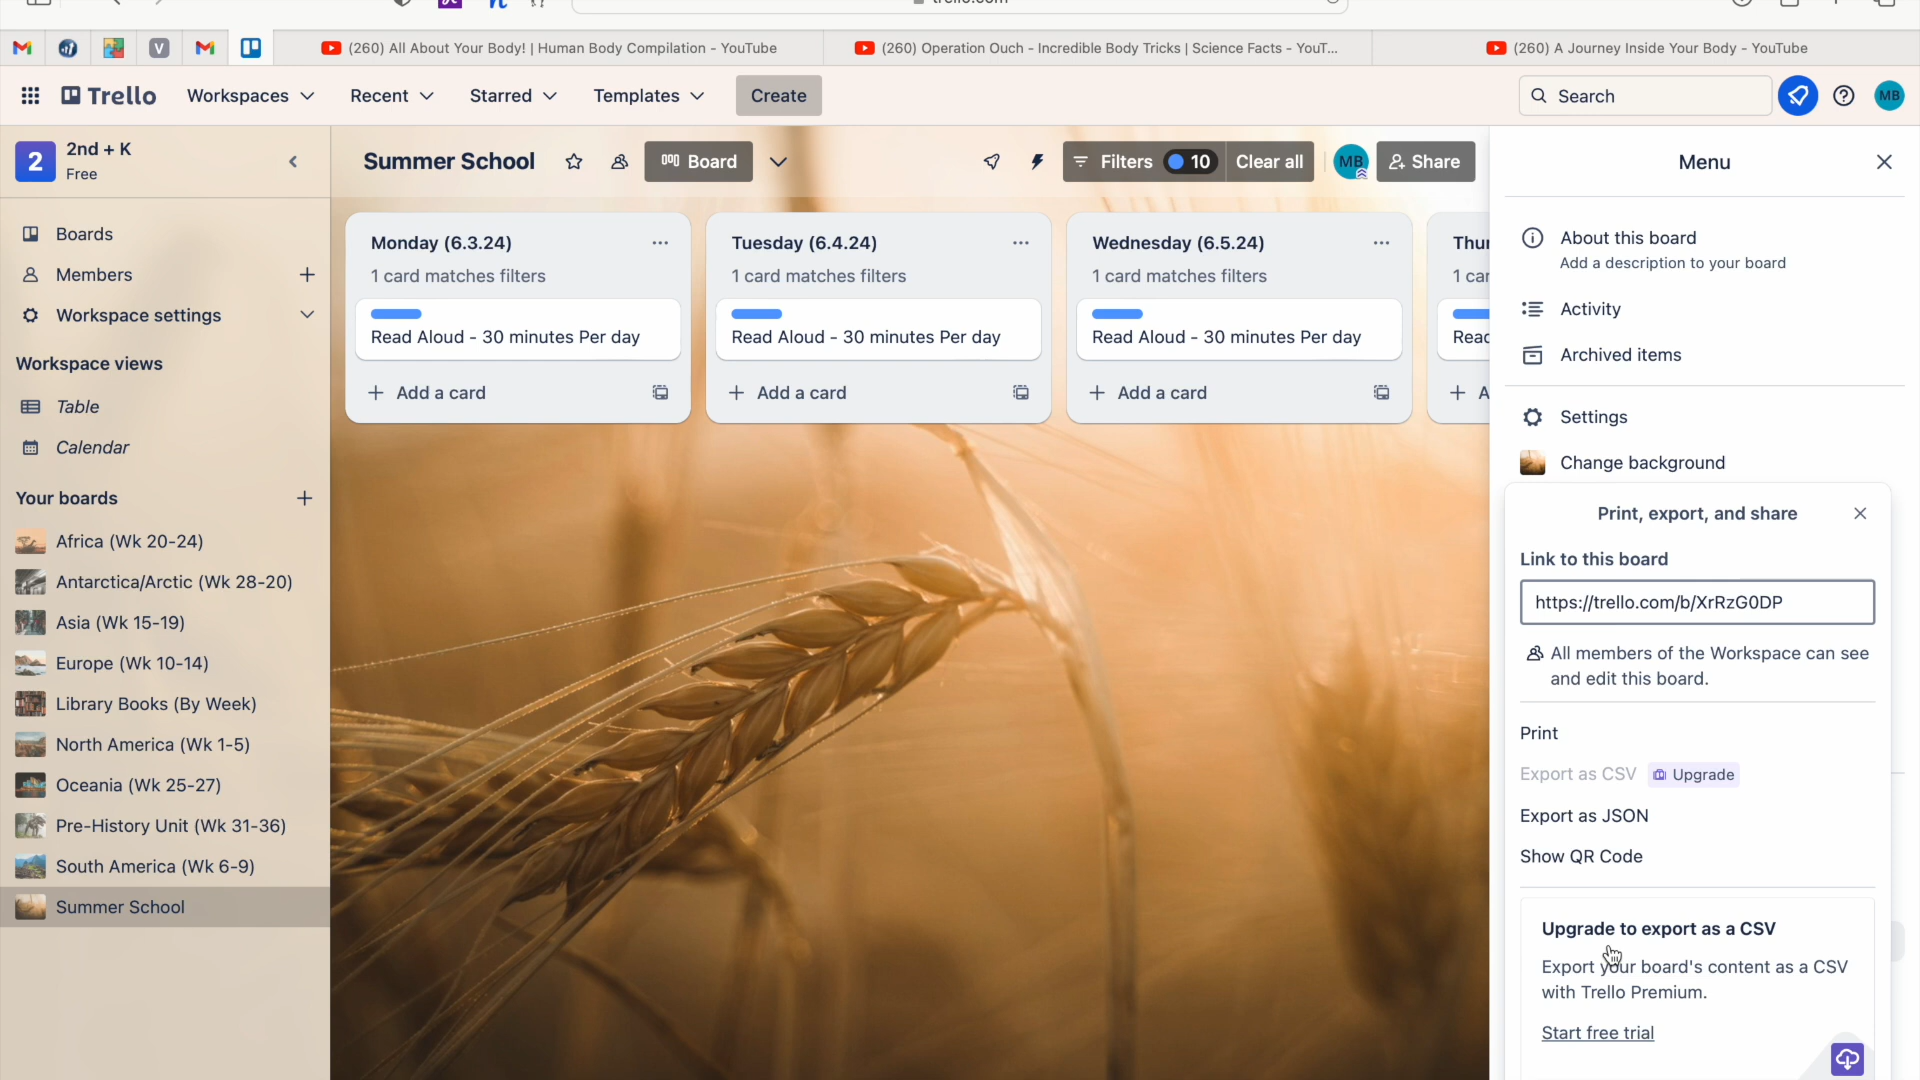 trello.com
(260) All About Your Body! | Human Body Compilation - YouTube
(260) Operation Ouch - Incredible Body Tricks | Science Facts - YouT...
(260) A Journey Inside Your Body - YouTube
Trello
Workspaces
Recent
Starred
Templates
Create
Search
MB
2
2nd + K
Free
Summer School
Board
Filters
10
Clear all
MB
Share
Menu
Boards
Members
Workspace settings
Workspace views
Table
Calendar
Your boards
Africa (Wk 20-24)
Antarctica/Arctic (Wk 28-20)
Asia (Wk 15-19)
Europe (Wk 10-14)
Library Books (By Week)
North America (Wk 1-5)
Oceania (Wk 25-27)
Pre-History Unit (Wk 31-36)
South America (Wk 6-9)
Summer School
Monday (6.3.24)
1 card matches filters
Read Aloud - 30 minutes Per day
Add a card
Tuesday (6.4.24)
1 card matches filters
Read Aloud - 30 minutes Per day
Add a card
Wednesday (6.5.24)
1 card matches filters
Read Aloud - 30 minutes Per day
Add a card
Thur
1 car
Read
A
About this board
Add a description to your board
Activity
Archived items
Settings
Change background
Print, export, and share
Link to this board
https://trello.com/b/XrRzG0DP
All members of the Workspace can see
and edit this board.
Print
Export as CSV
Upgrade
Export as JSON
Show QR Code
Upgrade to export as a CSV
Export your board's content as a CSV
with Trello Premium.
Start free trial